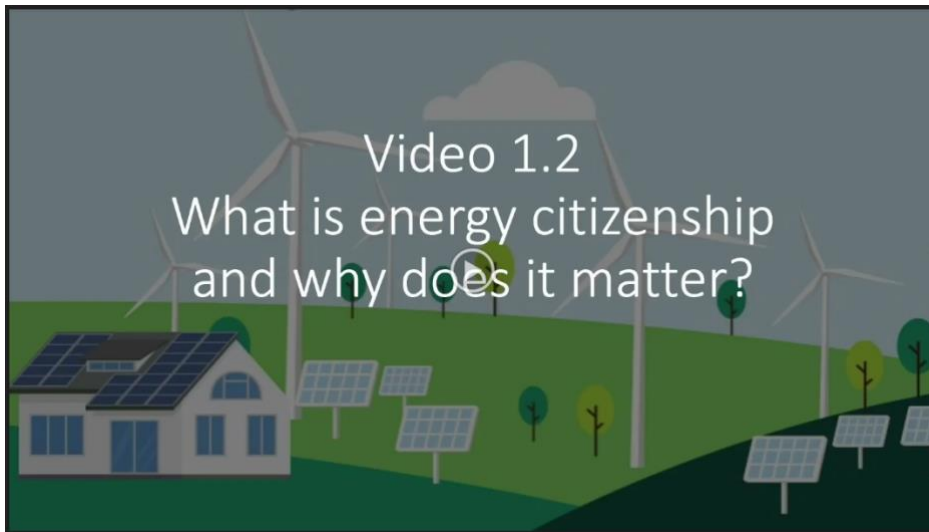 Video 1.2
What is energy citizenship
and why does it matter?